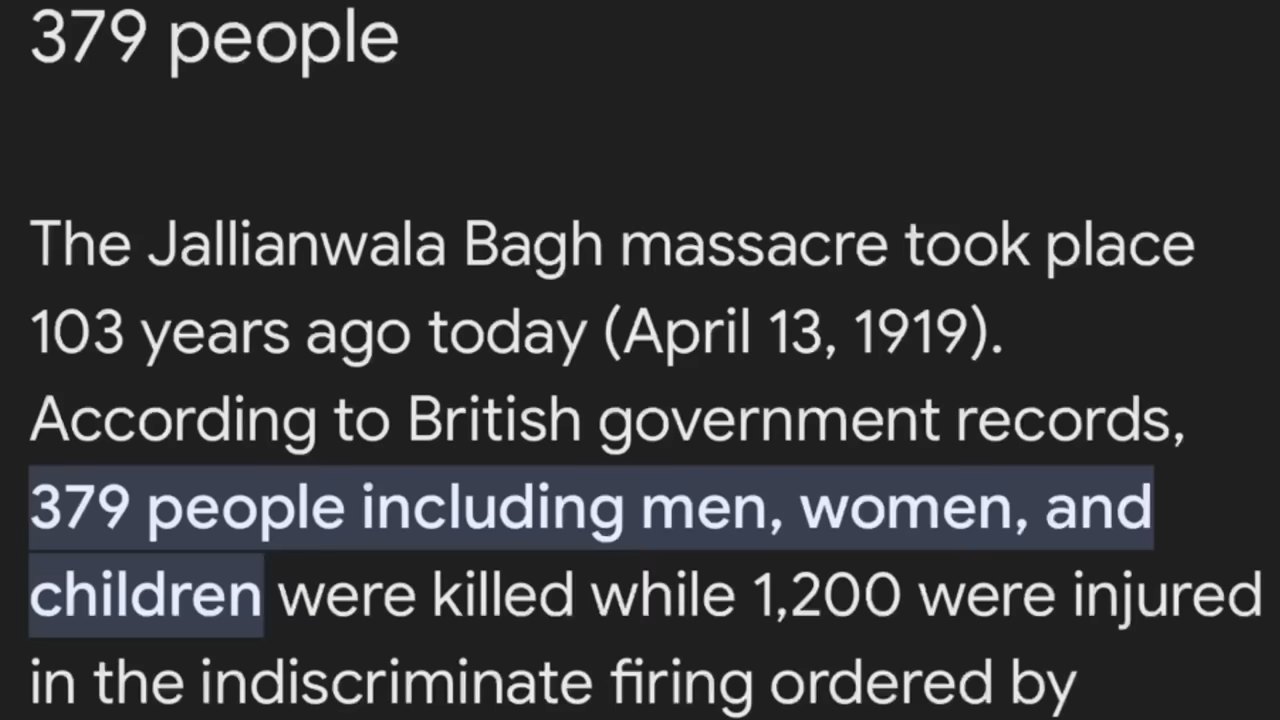 379 people
The Jallianwala Bagh massacre took place
103 years ago today (April 13, 1919).
According to British government records,
379 people including men, women, and
children were killed while 1,200 were injured
in the indiscriminate firing ordered by